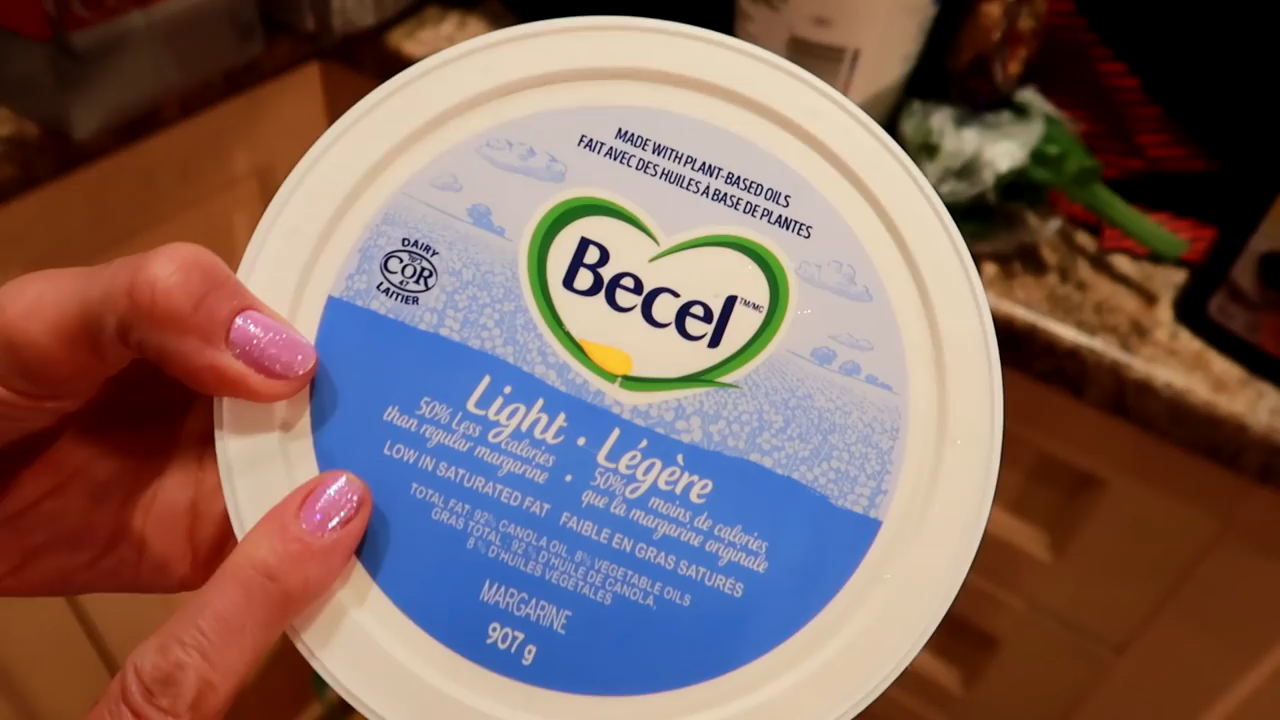 MADE WITH PLANT-BASED OILS
FAIT AVEC DES HUILES À BASE DE PLANTES
DAIRY
COR
47
LAITIER
Becel TM/MC
Light · Légère
50% Less calories
than regular margarine
50% moins de calories
que la margarine originale
LOW IN SATURATED FAT
FAIBLE EN GRAS SATURÉS
TOTAL FAT: 92% CANOLA OIL, 8% VEGETABLE OILS
GRAS TOTAL : 92 % D'HUILE DE CANOLA,
8 % D'HUILES VÉGÉTALES
MARGARINE
907 g